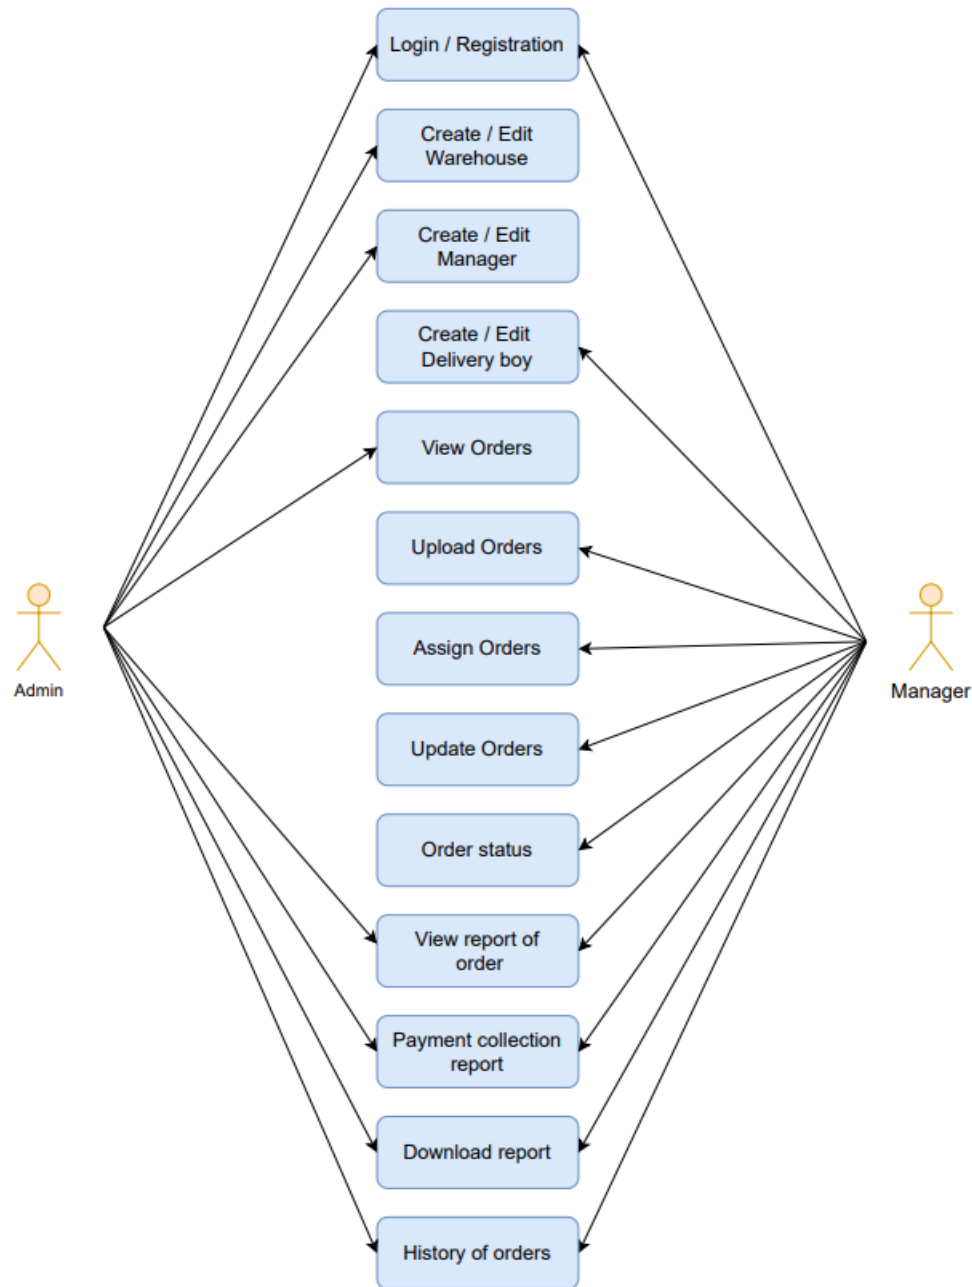 Login / Registration
Create / Edit
Warehouse
Create / Edit
Manager
Create / Edit
Delivery boy
View Orders
Upload Orders
Assign Orders
Admin
Manager
Update Orders
Order status
View report of
order
Payment collection
report
Download report
History of orders